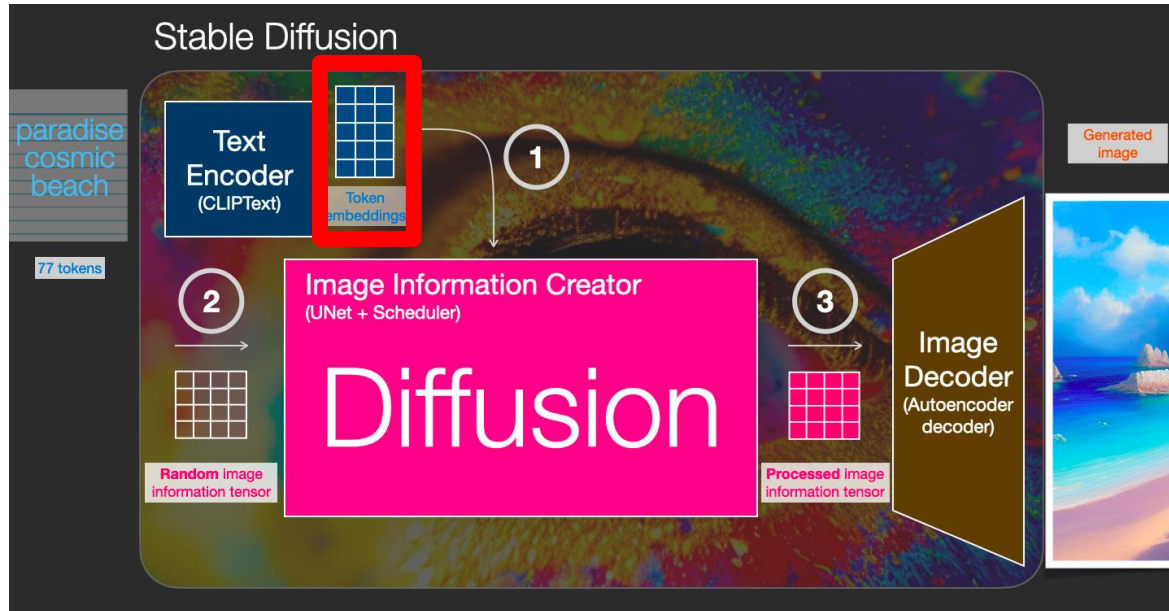 Stable Diffusion
paradise
cosmic
beach
77 tokens
Text
Encoder
(CLIPText)
Token
embeddings
1
2
Random image
information tensor
Image Information Creator
(UNet + Scheduler)
Diffusion
3
Processed image
information tensor
Image
Decoder
(Autoencoder
decoder)
Generated
image